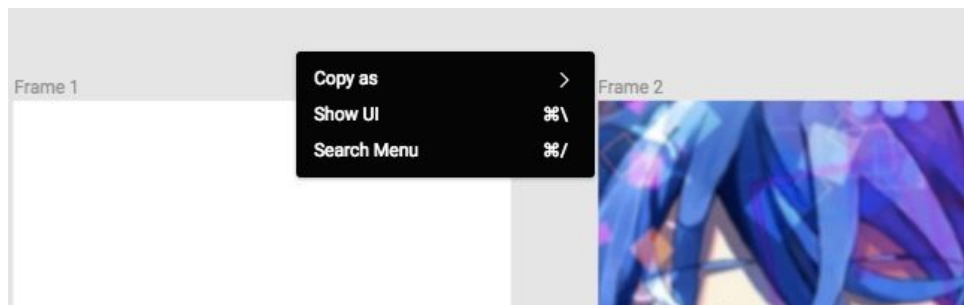 Frame 1
Copy as
Show UI ⌘\
Search Menu ⌘/
Frame 2